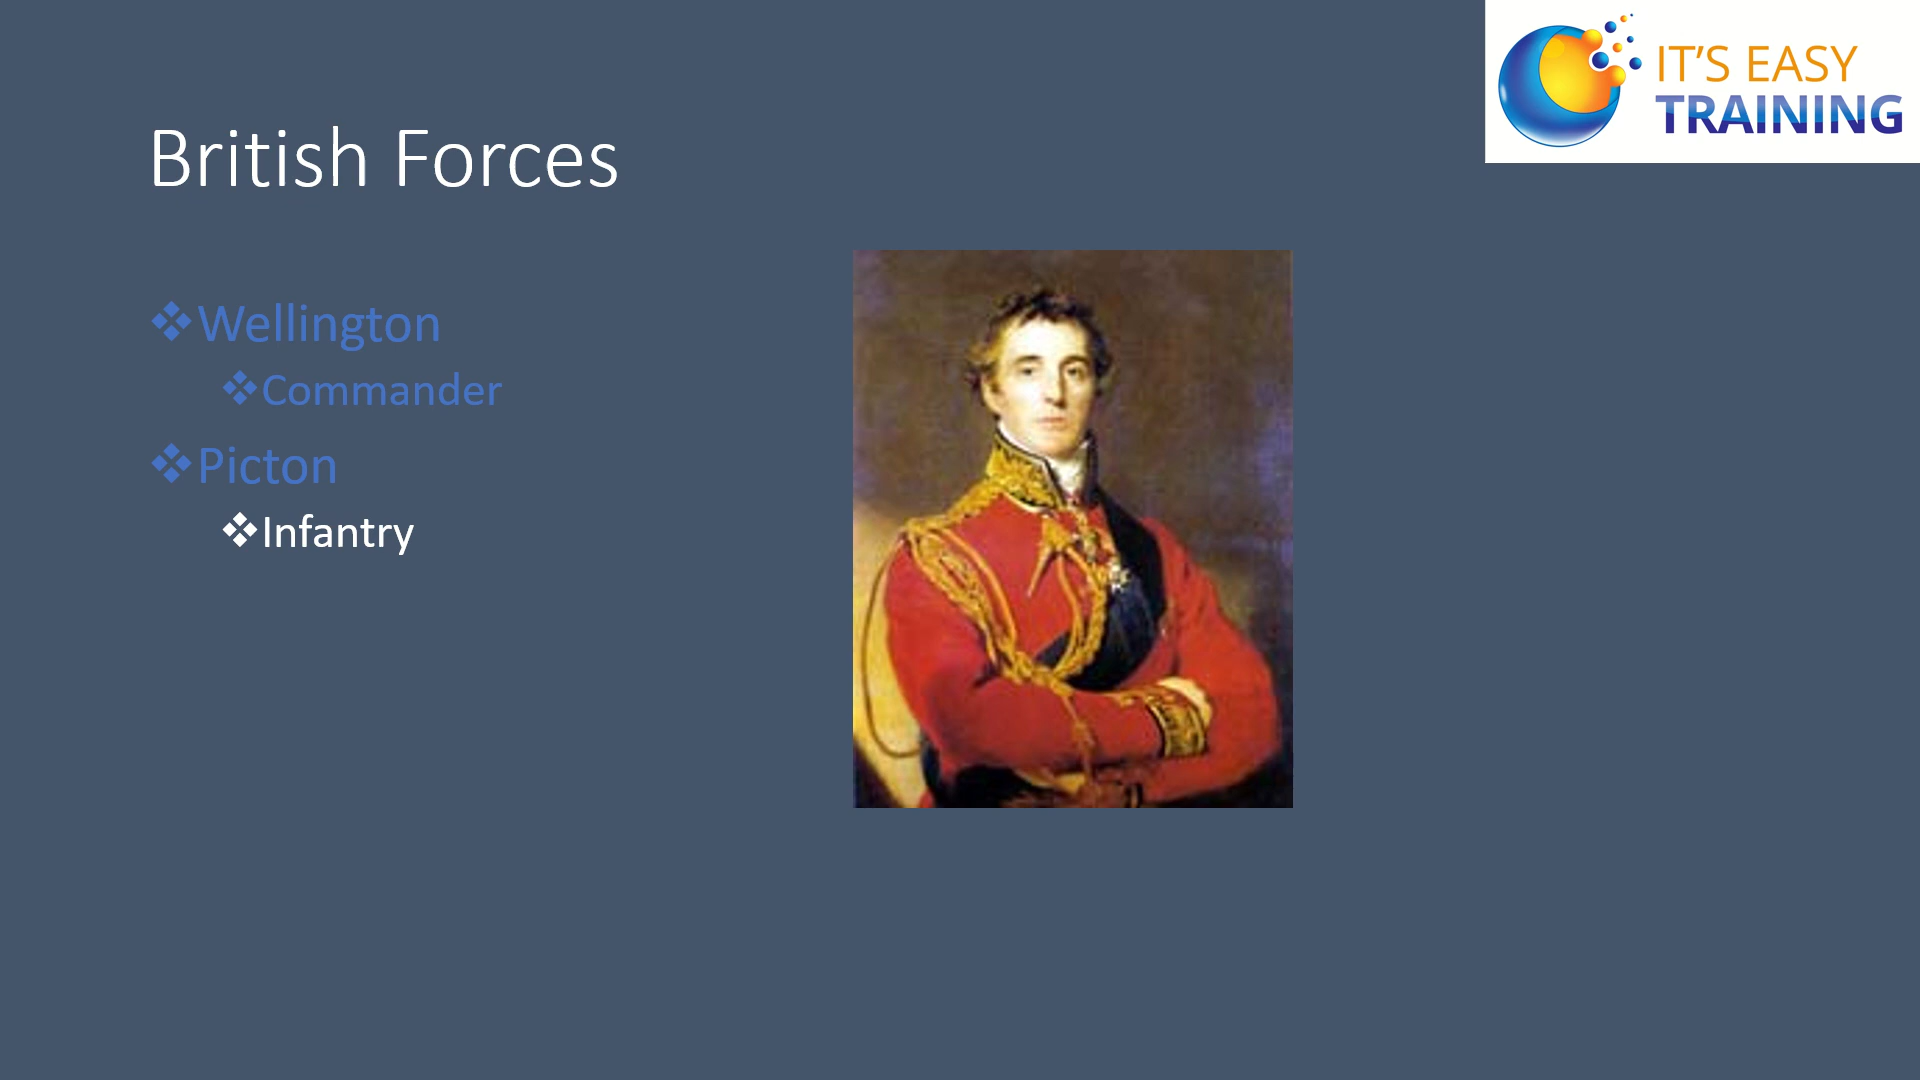 IT'S EASY
TRAINING
British Forces
Wellington
Commander
Picton
Infantry